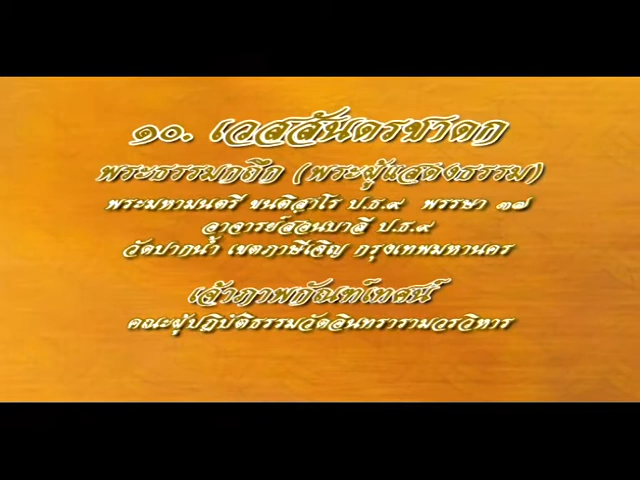 ๑๐. เวสสันดรชาดก
พระธรรมกถึก (พระผู้แสดงธรรม)
พระมหามนตรี ขนติสาโร ป.ธ.๙ พรรษา ๓๗
อาจารย์สอนบาลี ป.ธ.๙
วัดปากน้ำ เขตภาษีเจิญ กรุงเทพมหานคร
เจ้าภาพกัณท์เทศน์
คณะผู้ปฏิบัติธรรมวัดอินทรารามวรวิหาร